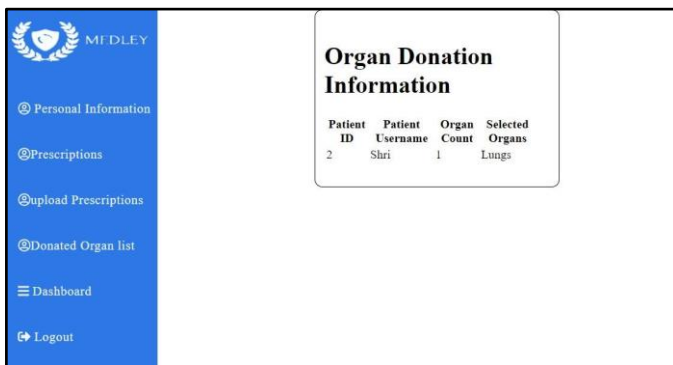 MEDLEY
Personal Information
Prescriptions
upload Prescriptions
Donated Organ list
Dashboard
Logout
Organ Donation
Information
Patient Patient Organ Selected
ID Username Count Organs
2 Shri 1 Lungs